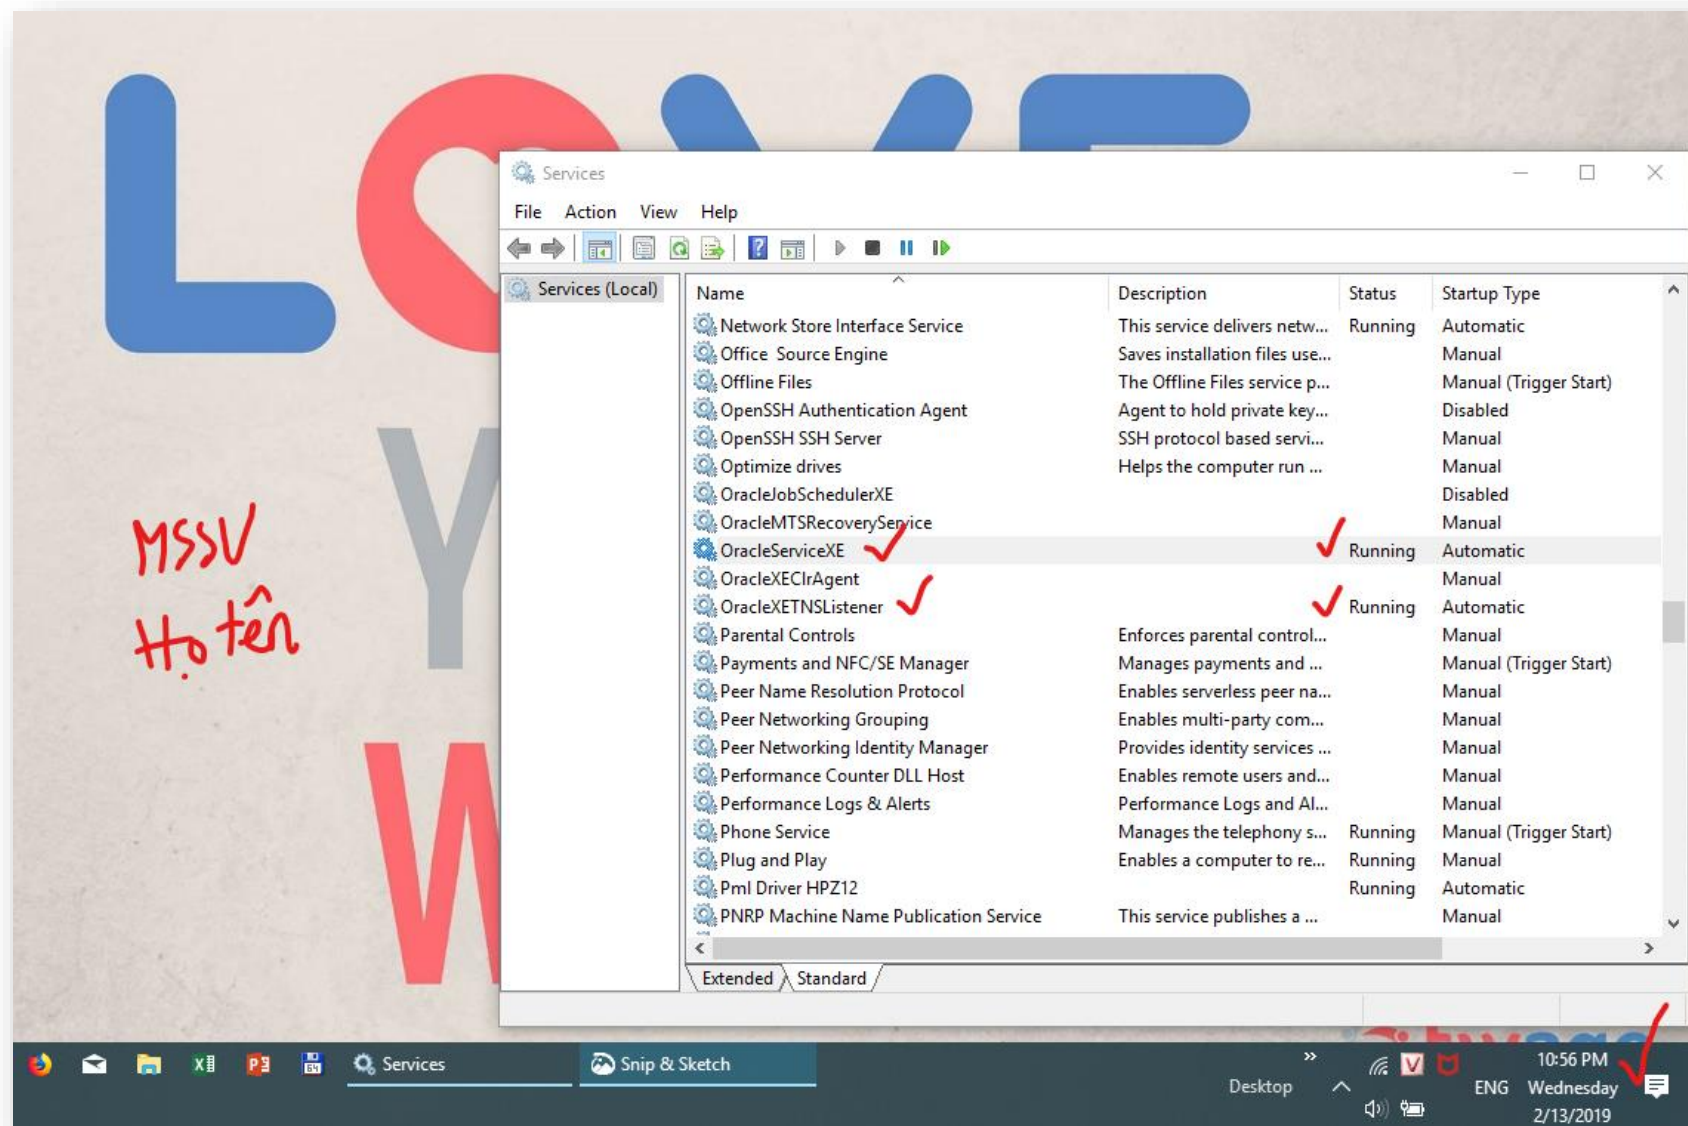 LOVE
Services
File Action View Help
Services (Local)
Name Description Status Startup Type
Network Store Interface Service This service delivers netw... Running Automatic
Office Source Engine Saves installation files use... Manual
Offline Files The Offline Files service p... Manual (Trigger Start)
OpenSSH Authentication Agent Agent to hold private key... Disabled
OpenSSH SSH Server SSH protocol based servi... Manual
Optimize drives Helps the computer run ... Manual
OracleJobSchedulerXE Disabled
OracleMTSRecoveryService Manual
OracleServiceXE Running Automatic
OracleXEClrAgent Manual
OracleXETNSListener Running Automatic
Parental Controls Enforces parental control... Manual
Payments and NFC/SE Manager Manages payments and ... Manual (Trigger Start)
Peer Name Resolution Protocol Enables serverless peer na... Manual
Peer Networking Grouping Enables multi-party com... Manual
Peer Networking Identity Manager Provides identity services ... Manual
Performance Counter DLL Host Enables remote users and... Manual
Performance Logs & Alerts Performance Logs and Al... Manual
Phone Service Manages the telephony s... Running Manual (Trigger Start)
Plug and Play Enables a computer to re... Running Manual
Pml Driver HPZ12 Running Automatic
PNRP Machine Name Publication Service This service publishes a ... Manual
Extended Standard
MSSV
Họ tên
Y
W
Services Snip & Sketch
Desktop
ENG
10:56 PM
Wednesday
2/13/2019